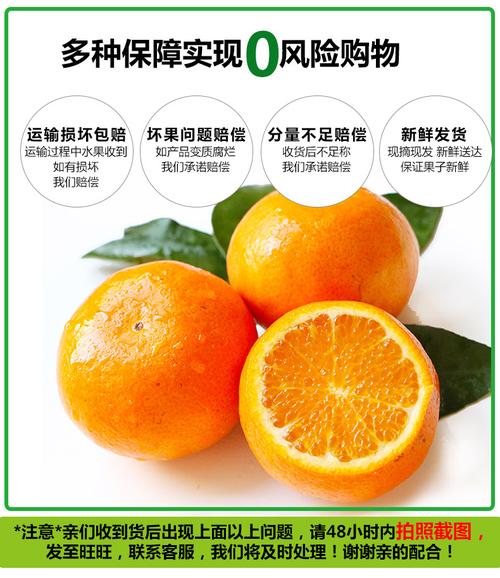 多种保障实现0风险购物
运输损坏包赔
运输过程中水果收到
如有损坏
我们赔偿
坏果问题赔偿
如产品变质腐烂
我们承诺赔偿
分量不足赔偿
收货后不足称
我们承诺赔偿
新鲜发货
现摘现发 新鲜送达
保证果子新鲜
*注意*亲们收到货后出现上面以上问题，请48小时内拍照截图，
发至旺旺，联系客服，我们将及时处理！谢谢亲的配合！